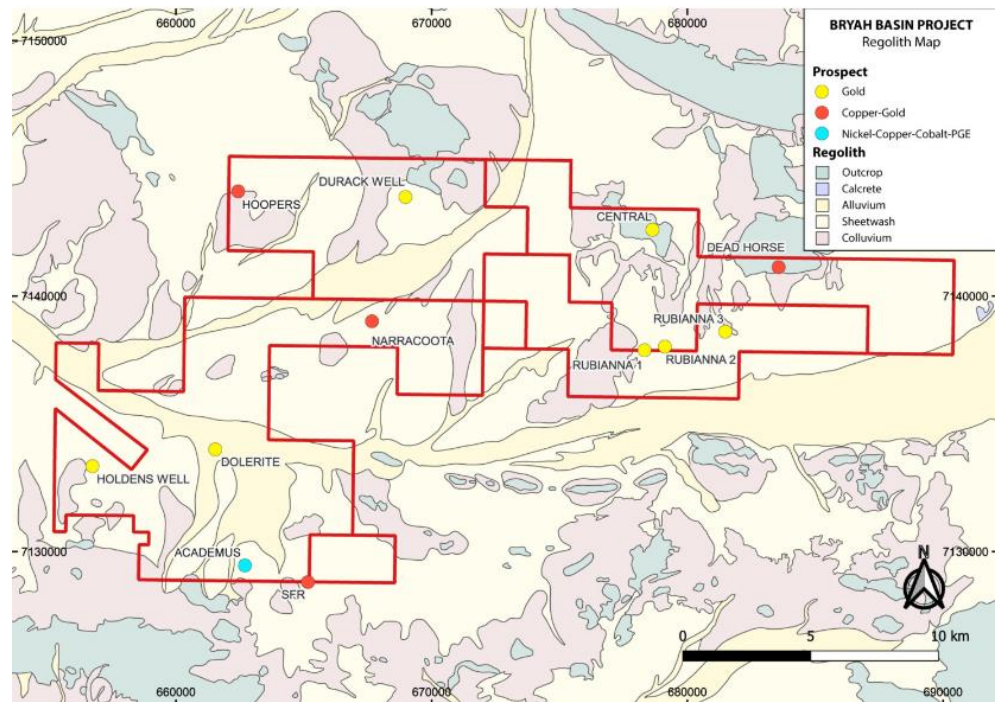 660000
670000
680000
7150000
BRYAH BASIN PROJECT
Regolith Map
Prospect
Gold
Copper-Gold
Nickel-Copper-Cobalt-PGE
Regolith
Outcrop
Calcrete
Alluvium
Sheetwash
Colluvium
DURACK WELL
HOOPERS
CENTRAL
DEAD HORSE
7140000
7140000
NARRACOOTA
RUBIANNA 3
RUBIANNA 1
RUBIANNA 2
DOLERITE
HOLDENS WELL
7130000
ACADEMUS
7130000
SFR
N
0
5
10 km
660000
670000
680000
690000